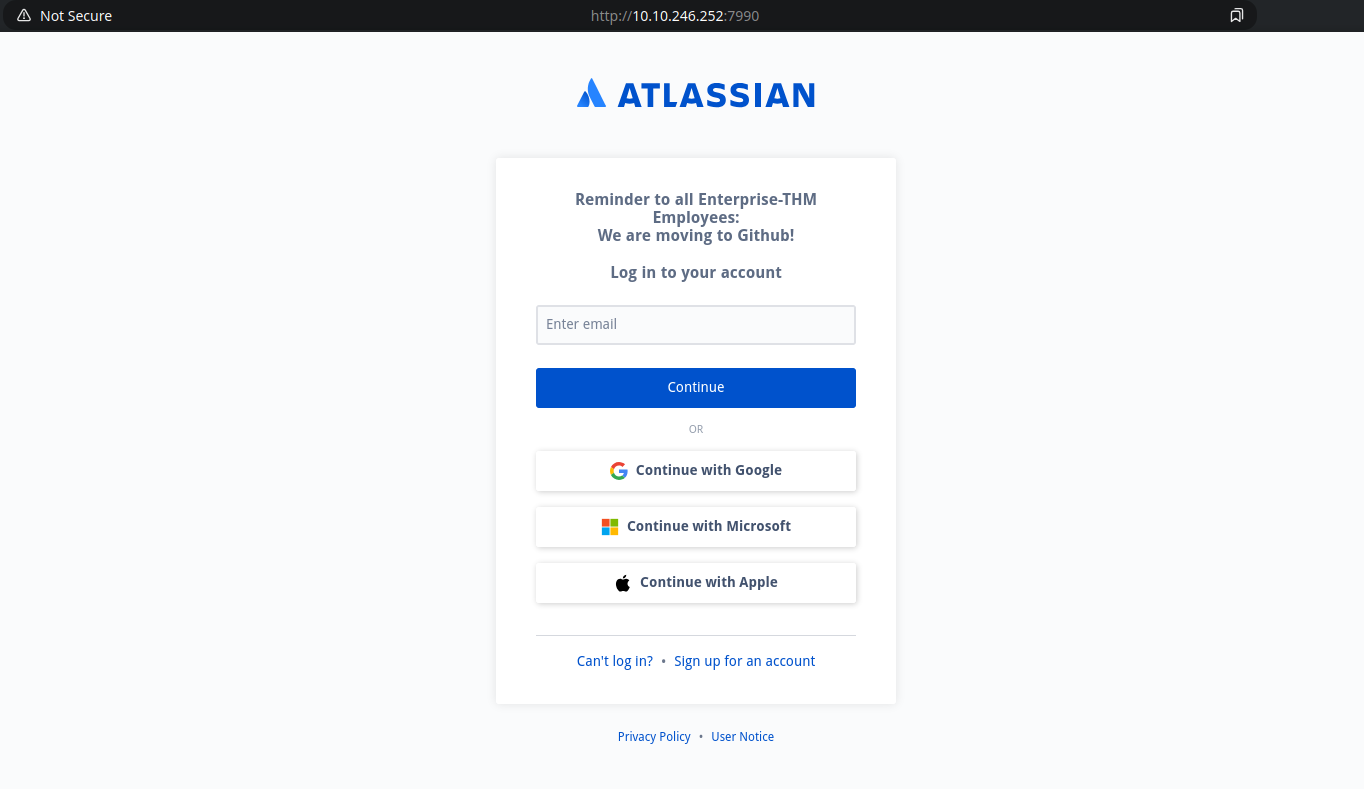 Not Secure
http://10.10.246.252:7990
ATLASSIAN
Reminder to all Enterprise-THM
Employees:
We are moving to Github!
Log in to your account
Enter email
Continue
OR
Continue with Google
Continue with Microsoft
Continue with Apple
Can't log in? • Sign up for an account
Privacy Policy • User Notice